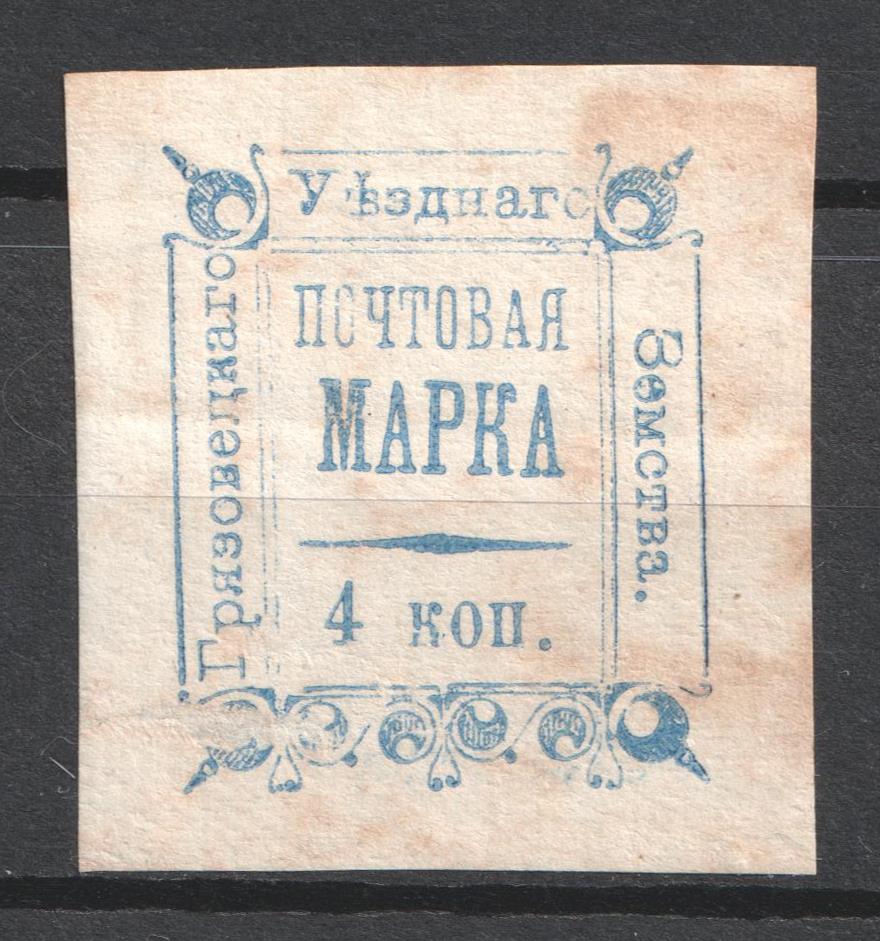 Грязовецкаго
Уѣзднаго
Земства.
ПОЧТОВАЯ
МАРКА
4 коп.